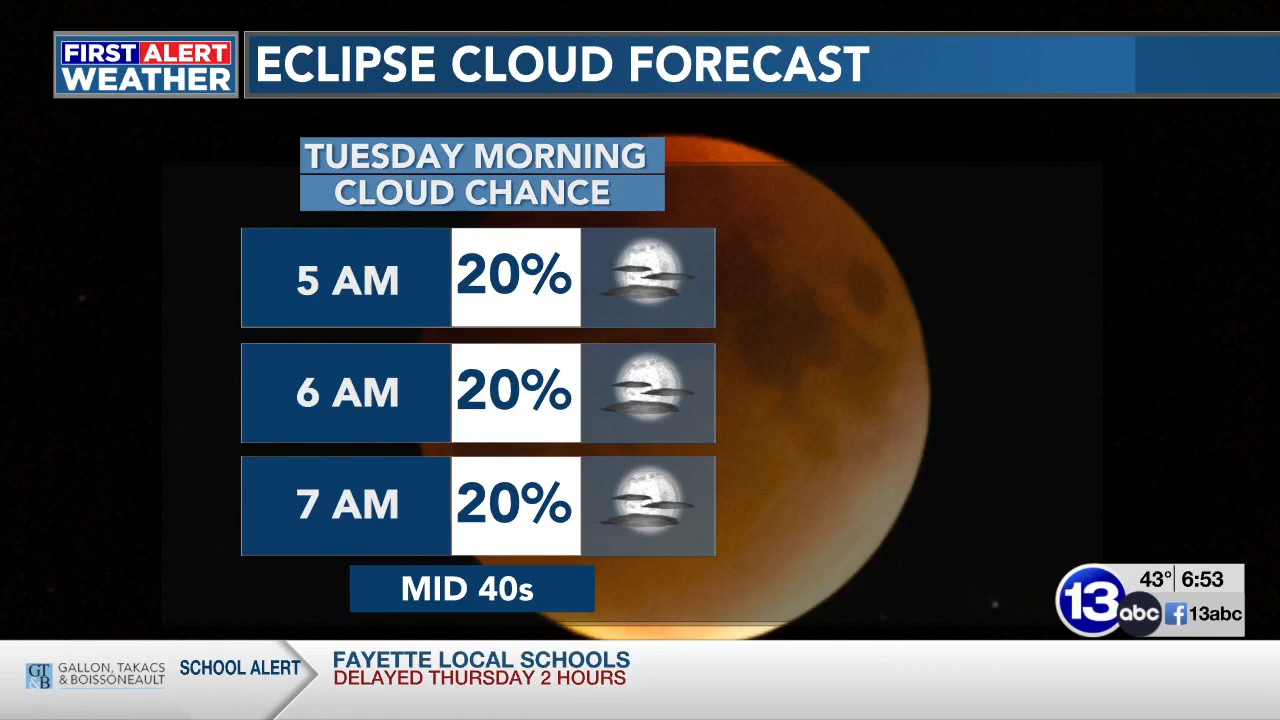 FIRST ALERT
WEATHER
ECLIPSE CLOUD FORECAST
TUESDAY MORNING
CLOUD CHANCE
5 AM 20%
6 AM 20%
7 AM 20%
MID 40s
43° 6:53
13 abc f 13abc
GT&B
GALLON, TAKACS
& BOISSONEAULT
SCHOOL ALERT
FAYETTE LOCAL SCHOOLS
DELAYED THURSDAY 2 HOURS